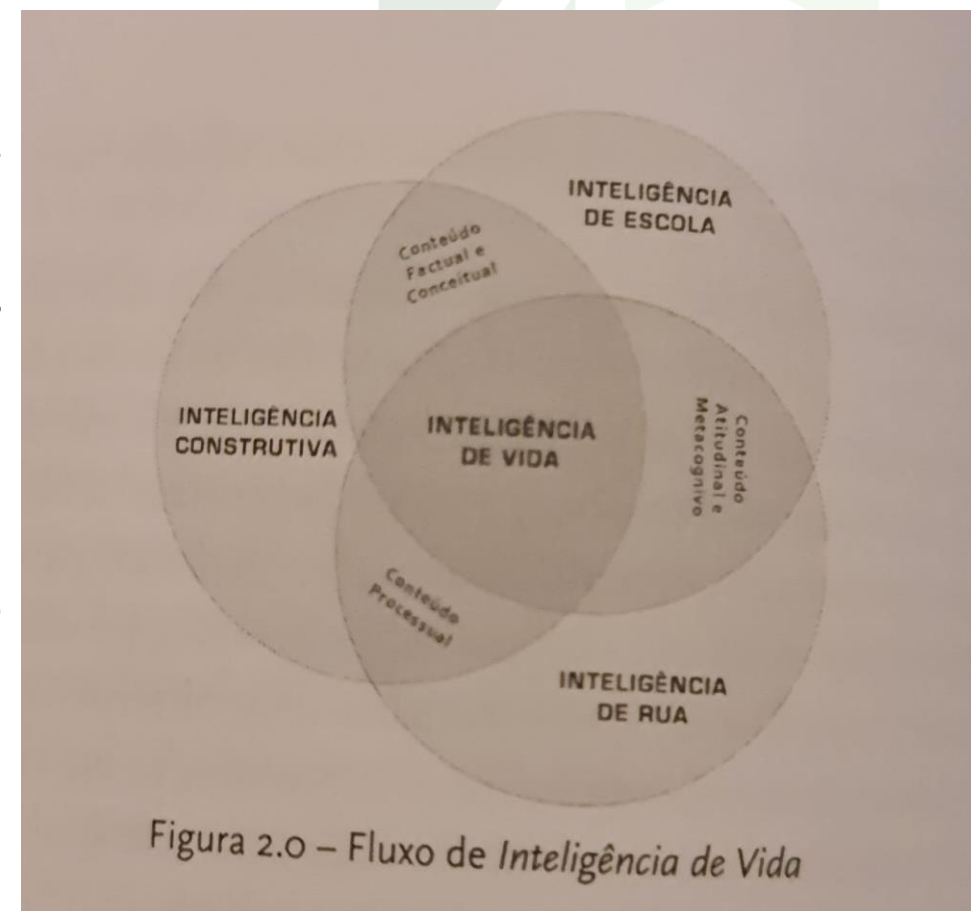 INTELIGÊNCIA
DE ESCOLA
Conteúdo
Factual e
Conceitual
INTELIGÊNCIA
CONSTRUTIVA
INTELIGÊNCIA
DE VIDA
Conteúdo
Atitudinal e
Metacognivo
Conteúdo
Processual
INTELIGÊNCIA
DE RUA
Figura 2.0 – Fluxo de Inteligência de Vida